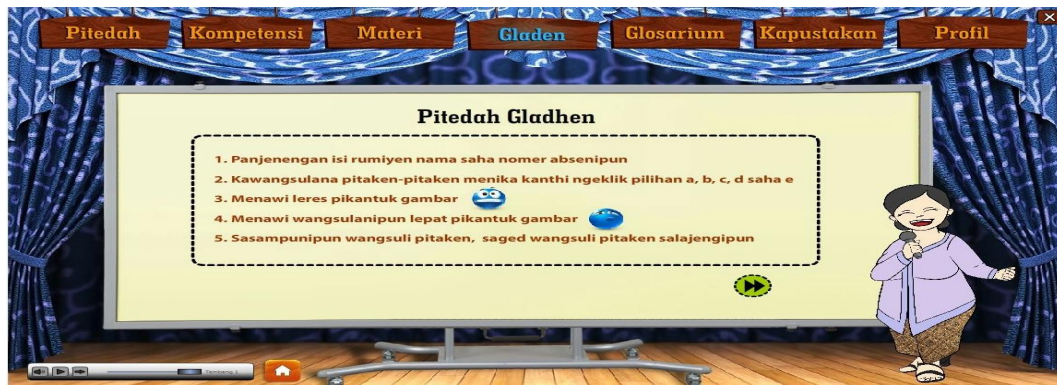 Pitedah Kompetensi Materi Gladen Glosarium Kapustakan Profil
Pitedah Gladhen
1. Panjenengan isi rumiyen nama saha nomer absenipun
2. Kawangsulana pitaken-pitaken menika kanthi ngeklik pilihan a, b, c, d saha e
3. Menawi leres pikantuk gambar
4. Menawi wangsulanipun lepat pikantuk gambar
5. Sasampunipun wangsuli pitaken, saged wangsuli pitaken salajengipun
Tembang 1